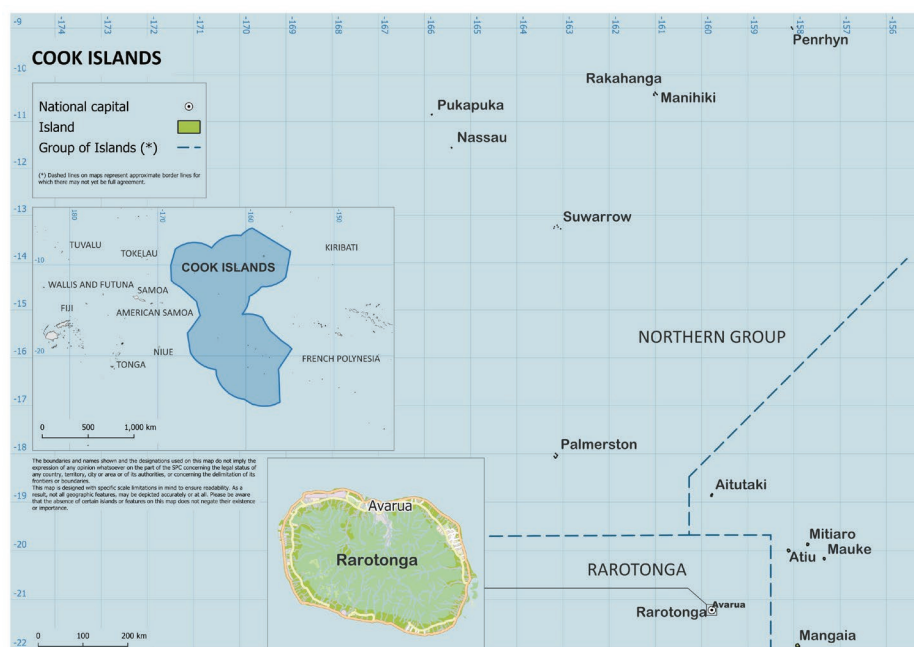 -174 -173 -172 -171 -170 -169 -168 -167 -166 -165 -164 -163 -162 -161 -160 -159 -158 -157 -156
-9
-10
-11
-12
-13
-14
-15
-16
-17
-18
-19
-20
-21
-22
COOK ISLANDS
National capital
Island
Group of Islands (*)
(*) Dashed lines on maps represent approximate border lines for
which there may not yet be full agreement.
Penrhyn
Rakahanga
Manihiki
Pukapuka
Nassau
Suwarrow
180
-170
-160
-150
TUVALU
TOKELAU
KIRIBATI
-10
COOK ISLANDS
WALLIS AND FUTUNA
SAMOA
FIJI
AMERICAN SAMOA
-20
NIUE
TONGA
FRENCH POLYNESIA
0 500 1,000 km
NORTHERN GROUP
Palmerston
Aitutaki
The boundaries and names shown and the designations used on this map do not imply the
expression of any opinion whatsoever on the part of the SPC concerning the legal status of
any country, territory, city or area or of its authorities, or concerning the delimitation of its
frontiers or boundaries.
This map is designed with specific scale limitations in mind to ensure readability. As a
result, not all geographic features, may be depicted accurately or at all. Please be aware
that the absence of certain islands or features on this map does not negate their existence
or importance.
Avarua
Rarotonga
Mitiaro
Mauke
Atiu
RAROTONGA
Avarua
Rarotonga
Mangaia
0 100 200 km